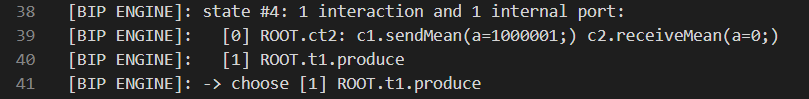 38 [BIP ENGINE]: state #4: 1 interaction and 1 internal port:
39 [BIP ENGINE]:   [0] ROOT.ct2: c1.sendMean(a=1000001;) c2.receiveMean(a=0;)
40 [BIP ENGINE]:   [1] ROOT.t1.produce
41 [BIP ENGINE]: -> choose [1] ROOT.t1.produce